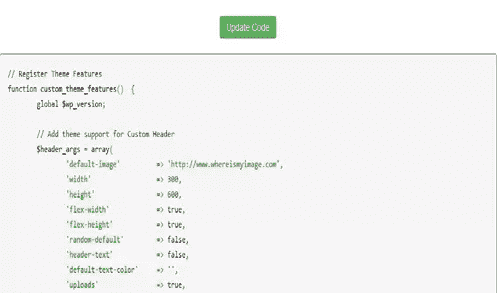 Update Code
// Register Theme Features
function custom_theme_features()  {
        global $wp_version;
        // Add theme support for Custom Header
        $header_args = array(
                'default-image'          => 'http://www.whereismyimage.com',
                'width'                  => 300,
                'height'                 => 600,
                'flex-width'             => true,
                'flex-height'            => true,
                'random-default'         => false,
                'header-text'            => false,
                'default-text-color'     => '',
                'uploads'                => true,